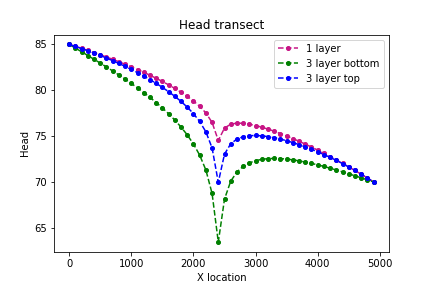 Head transect
1 layer
3 layer bottom
3 layer top
85
80
75
70
65
Head
0
1000
2000
3000
4000
5000
X location